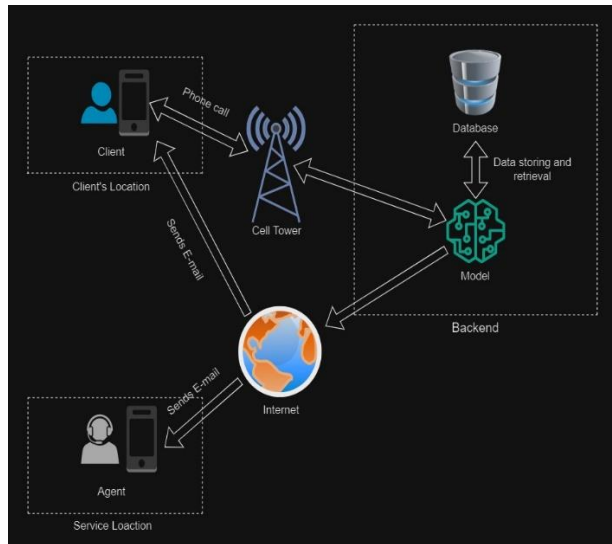 Phone call
Client
Client's Location
Cell Tower
Database
Data storing and
retrieval
Model
Backend
Sends E-mail
Internet
Sends E-mail
Agent
Service Loaction